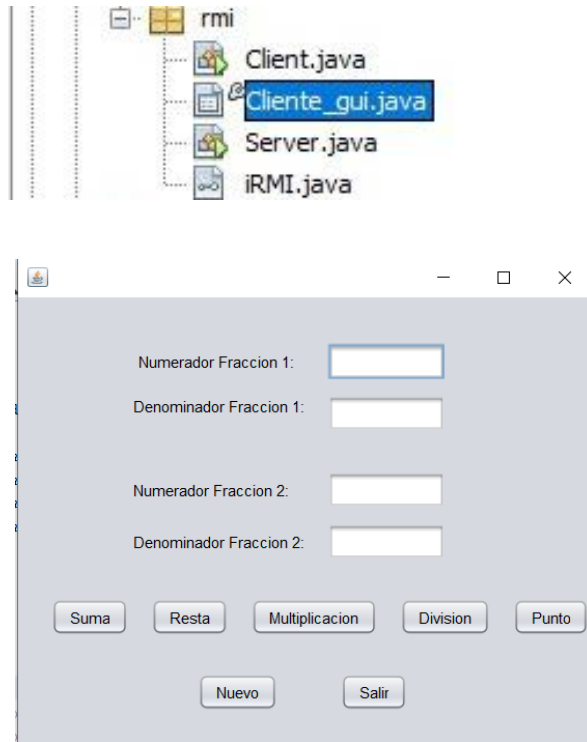 rmi
Client.java
Cliente_gui.java
Server.java
iRMI.java
Numerador Fraccion 1:
Denominador Fraccion 1:
Numerador Fraccion 2:
Denominador Fraccion 2:
Suma Resta Multiplicacion Division Punto
Nuevo Salir